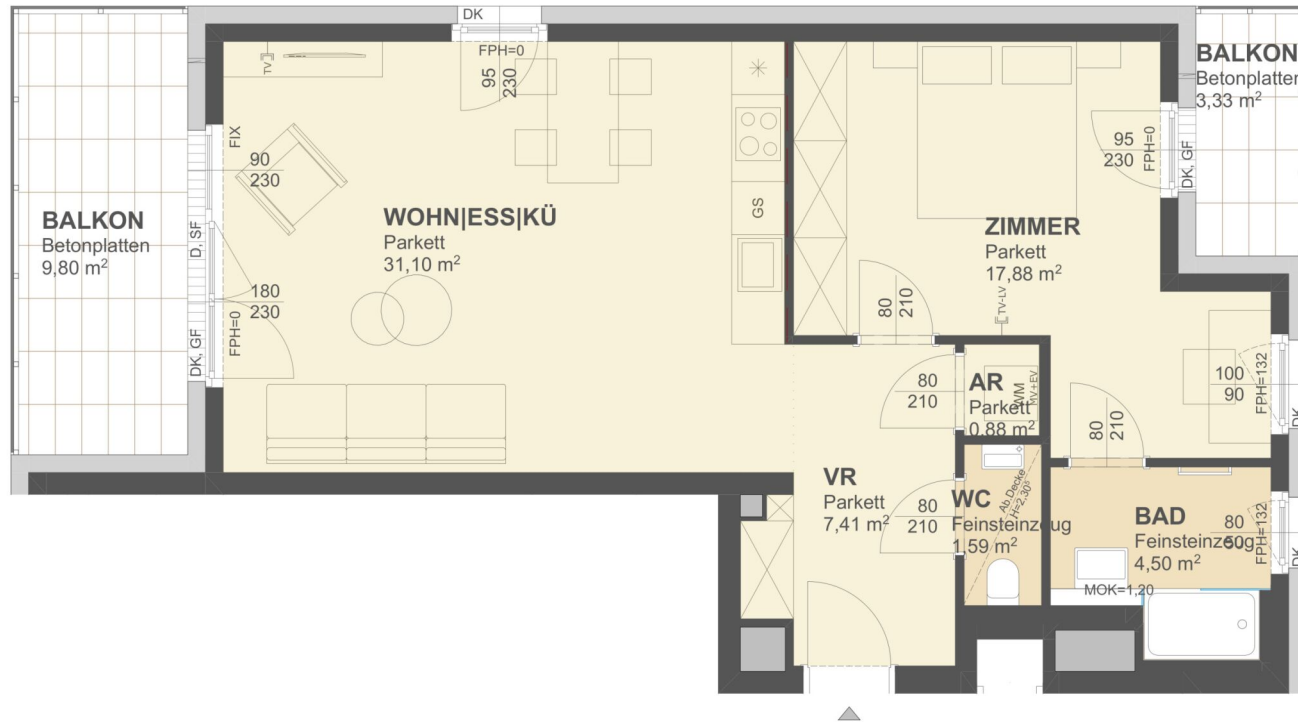 DK
FPH=0
95
230
TV
FIX
90
230
BALKON
Betonplatten
9,80 m²
D, SF
180
230
FPH=0
DK, GF
WOHN|ESS|KÜ
Parkett
31,10 m²
GS
ZIMMER
Parkett
17,88 m²
TV-LV
95
230
FPH=0
DK, GF
BALKON
Betonplatten
3,33 m²
80
210
80
210
AR
Parkett
0,88 m²
WM
MV+EV
100
90
FPH=132
DK
80
210
VR
Parkett
7,41 m²
80
210
WC
Feinsteinzeug
1,59 m²
Ab.Decke
H=2,30⁵
BAD
Feinsteinzeug
4,50 m²
MOK=1,20
80
50
FPH=132
DK